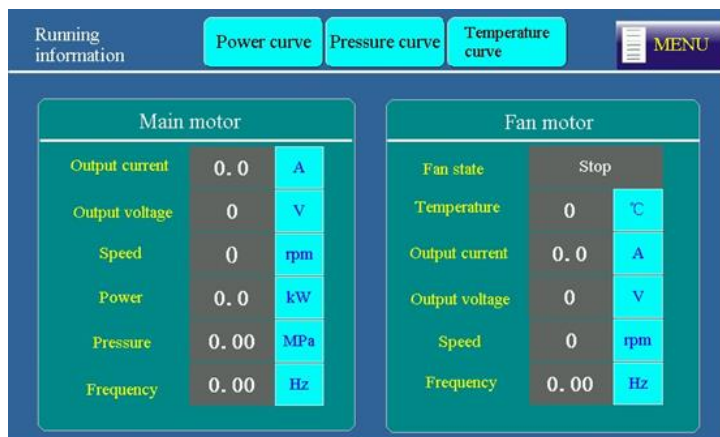 Running
information
Power curve
Pressure curve
Temperature
curve
MENU
Main motor
Output current 0.0 A
Output voltage 0 V
Speed 0 rpm
Power 0.0 kW
Pressure 0.00 MPa
Frequency 0.00 Hz
Fan motor
Fan state Stop
Temperature 0 ℃
Output current 0.0 A
Output voltage 0 V
Speed 0 rpm
Frequency 0.00 Hz